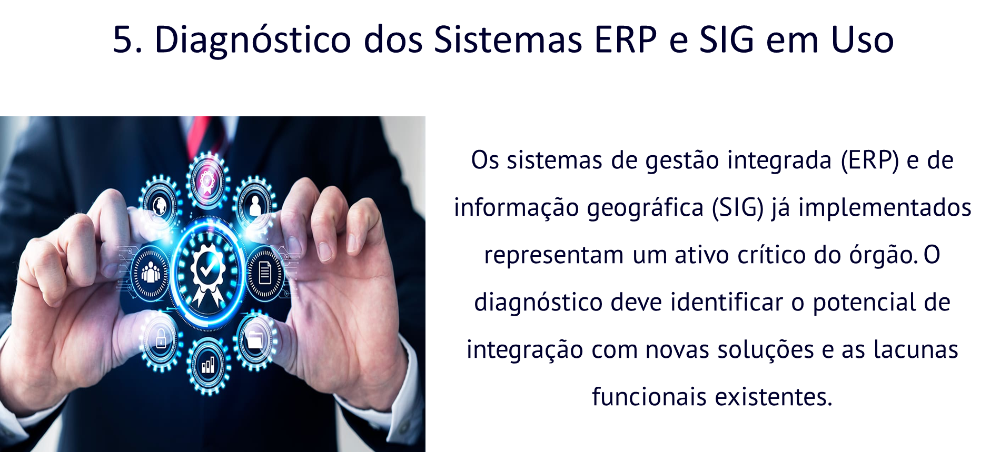 5. Diagnóstico dos Sistemas ERP e SIG em Uso
Os sistemas de gestão integrada (ERP) e de
informação geográfica (SIG) já implementados
representam um ativo crítico do órgão. O
diagnóstico deve identificar o potencial de
integração com novas soluções e as lacunas
funcionais existentes.